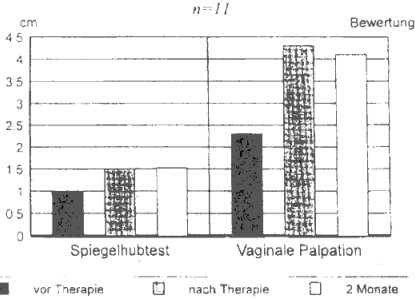 n=11
cm Bewertung
4 5
4
3 5
3
2.5
2
1 5
1
0 5
0
Spiegelhubtest Vaginale Palpation
vor Therapie nach Therapie 2 Monate